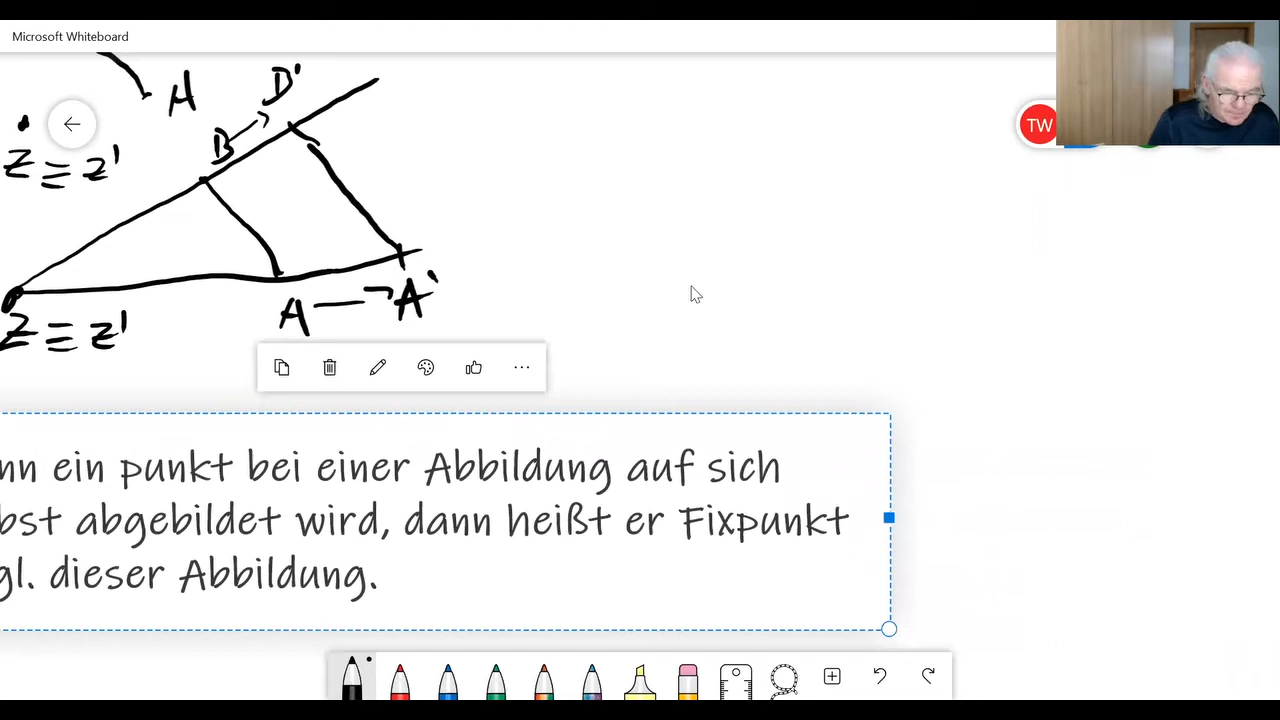 Microsoft Whiteboard
A
B'
B
Z ≡ Z'
TW
A → A'
Z ≡ Z'
nn ein punkt bei einer Abbildung auf sich
bst abgebildet wird, dann heißt er Fixpunkt
gl. dieser Abbildung.